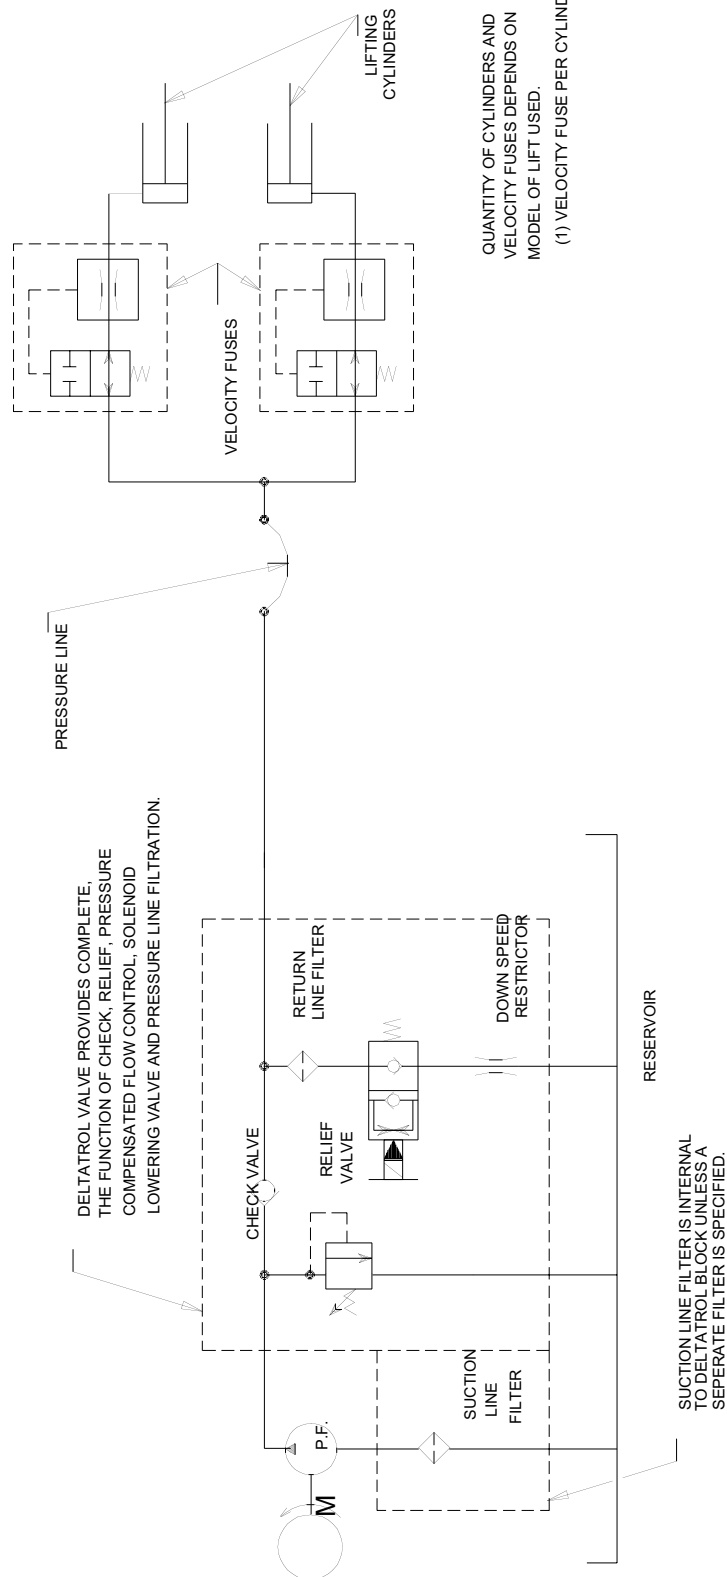 LIFTING
CYLINDERS
QUANTITY OF CYLINDERS AND
VELOCITY FUSES DEPENDS ON
MODEL OF LIFT USED.
(1) VELOCITY FUSE PER
VELOCITY FUSES
PRESSURE LINE
DELTATROL VALVE PROVIDES COMPLETE,
THE FUNCTION OF CHECK, RELIEF, PRESSURE
COMPENSATED FLOW CONTROL, SOLENOID
LOWERING VALVE AND PRESSURE LINE FILTRATION.
RETURN
LINE FILTER
DOWN SPEED
RESTRICTOR
CHECK VALVE
RELIEF
VALVE
RESERVOIR
SUCTION
LINE
FILTER
P.F.
M
SUCTION LINE FILTER IS INTERNAL
TO DELTATROL BLOCK UNLESS A
SEPERATE FILTER IS SPECIFIED.